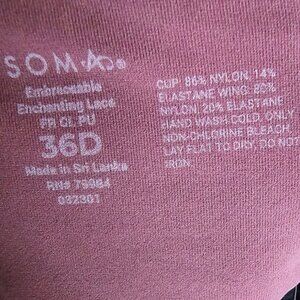 SOMA®
Embraceable
Enchanting Lace
FR CL PU
36D
Made in Sri Lanka
RN# 79984
032301
CUP: 86% NYLON, 14%
ELASTANE WING: 80%
NYLON, 20% ELASTANE
HAND WASH COLD, ONLY
NON-CHLORINE BLEACH,
LAY FLAT TO DRY, DO NOT
IRON.